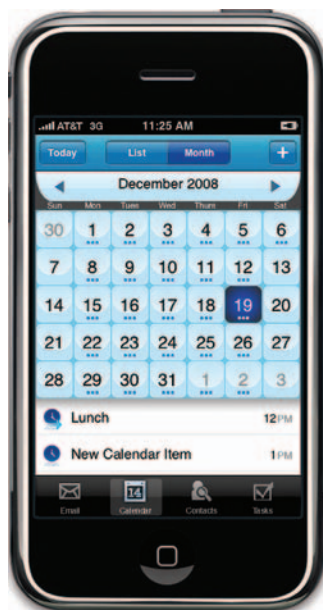 AT&T 3G 11:25 AM
Today List Month +
December 2008
Sun Mon Tues Wed Thurs Fri Sat
30 1 2 3 4 5 6
7 8 9 10 11 12 13
14 15 16 17 18 19 20
21 22 23 24 25 26 27
28 29 30 31 1 2 3
Lunch 12PM
New Calendar Item 1PM
14
Email Calendar Contacts Tasks